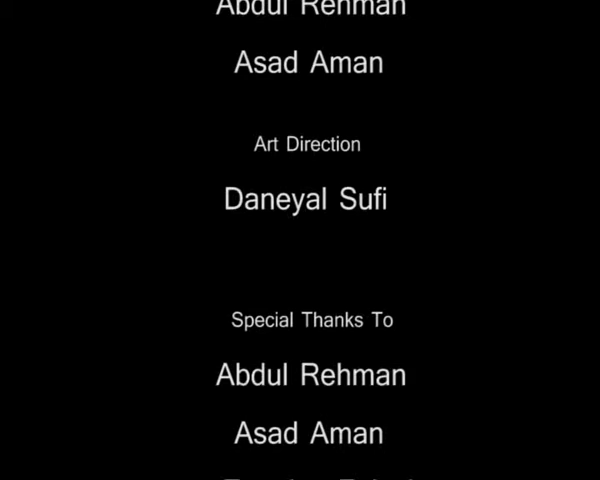 Abdul Rehman
Asad Aman
Art Direction
Daneyal Sufi
Special Thanks To
Abdul Rehman
Asad Aman